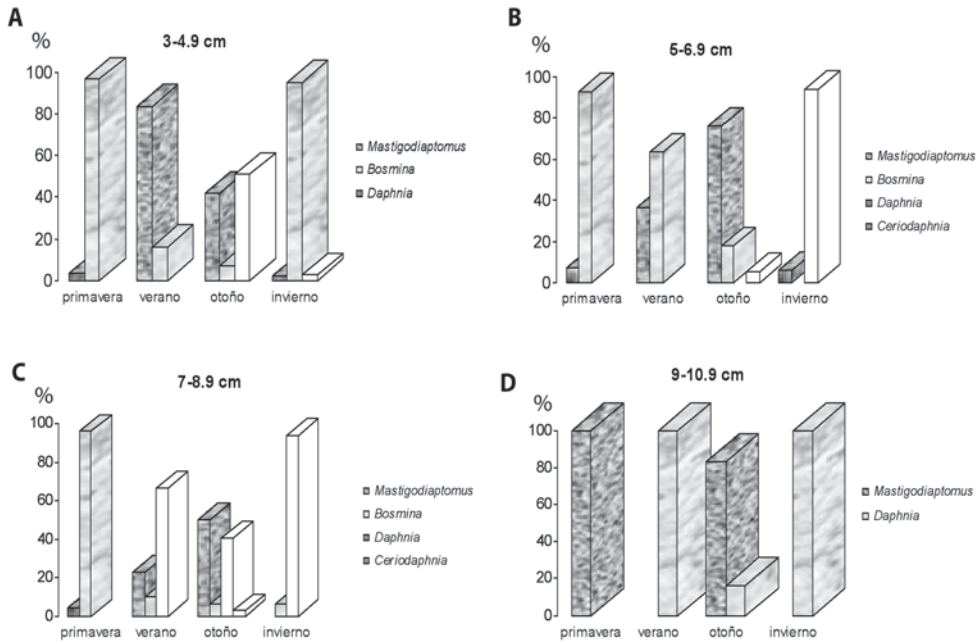 A
%
3-4.9 cm
100
80
60
40
20
0
primavera verano otoño invierno
Mastigodiaptomus
Bosmina
Daphnia
B
%
5-6.9 cm
100
80
60
40
20
0
primavera verano otoño invierno
Mastigodiaptomus
Bosmina
Daphnia
Ceriodaphnia
C
%
7-8.9 cm
100
80
60
40
20
0
primavera verano otoño invierno
Mastigodiaptomus
Bosmina
Daphnia
Ceriodaphnia
D
%
9-10.9 cm
100
80
60
40
20
0
primavera verano otoño invierno
Mastigodiaptomus
Daphnia